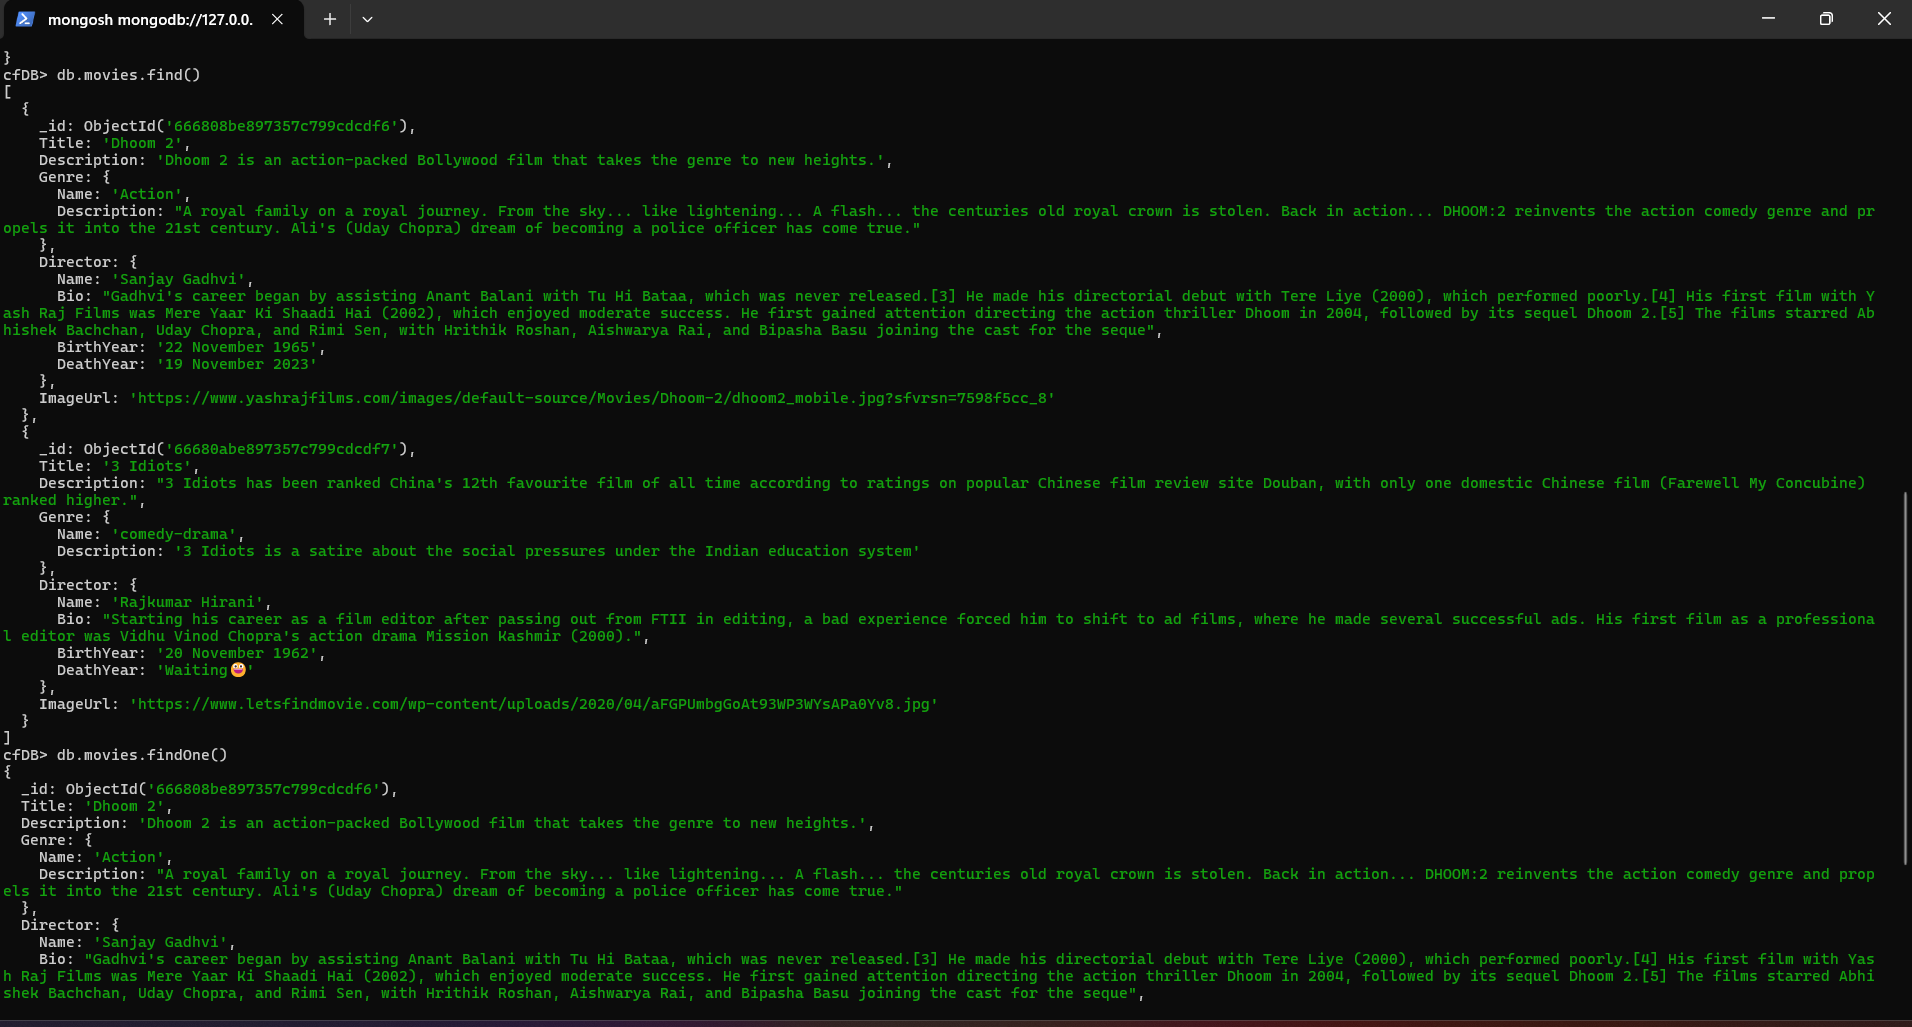 mongosh mongodb://127.0.0.
}
cfDB> db.movies.find()
[
  {
    _id: ObjectId('666808be897357c799cdcdf6'),
    Title: 'Dhoom 2',
    Description: 'Dhoom 2 is an action-packed Bollywood film that takes the genre to new heights.',
    Genre: {
      Name: 'Action',
      Description: "A royal family on a royal journey. From the sky... like lightening... A flash... the centuries old royal crown is stolen. Back in action... DHOOM:2 reinvents the action comedy genre and pr
opels it into the 21st century. Ali's (Uday Chopra) dream of becoming a police officer has come true."
    },
    Director: {
      Name: 'Sanjay Gadhvi',
      Bio: "Gadhvi's career began by assisting Anant Balani with Tu Hi Bataa, which was never released.[3] He made his directorial debut with Tere Liye (2000), which performed poorly.[4] His first film with Y
ash Raj Films was Mere Yaar Ki Shaadi Hai (2002), which enjoyed moderate success. He first gained attention directing the action thriller Dhoom in 2004, followed by its sequel Dhoom 2.[5] The films starred Ab
hishek Bachchan, Uday Chopra, and Rimi Sen, with Hrithik Roshan, Aishwarya Rai, and Bipasha Basu joining the cast for the seque",
      BirthYear: '22 November 1965',
      DeathYear: '19 November 2023'
    },
    ImageUrl: 'https://www.yashrajfilms.com/images/default-source/Movies/Dhoom-2/dhoom2_mobile.jpg?sfvrsn=7598f5cc_8'
  },
  {
    _id: ObjectId('66680abe897357c799cdcdf7'),
    Title: '3 Idiots',
    Description: "3 Idiots has been ranked China's 12th favourite film of all time according to ratings on popular Chinese film review site Douban, with only one domestic Chinese film (Farewell My Concubine)
ranked higher.",
    Genre: {
      Name: 'comedy-drama',
      Description: '3 Idiots is a satire about the social pressures under the Indian education system'
    },
    Director: {
      Name: 'Rajkumar Hirani',
      Bio: "Starting his career as a film editor after passing out from FTII in editing, a bad experience forced him to shift to ad films, where he made several successful ads. His first film as a professiona
l editor was Vidhu Vinod Chopra's action drama Mission Kashmir (2000).",
      BirthYear: '20 November 1962',
      DeathYear: 'Waiting😀'
    },
    ImageUrl: 'https://www.letsfindmovie.com/wp-content/uploads/2020/04/aFGPUmbgGoAt93WP3WYsAPa0Yv8.jpg'
  }
]
cfDB> db.movies.findOne()
{
  _id: ObjectId('666808be897357c799cdcdf6'),
  Title: 'Dhoom 2',
  Description: 'Dhoom 2 is an action-packed Bollywood film that takes the genre to new heights.',
  Genre: {
    Name: 'Action',
    Description: "A royal family on a royal journey. From the sky... like lightening... A flash... the centuries old royal crown is stolen. Back in action... DHOOM:2 reinvents the action comedy genre and prop
els it into the 21st century. Ali's (Uday Chopra) dream of becoming a police officer has come true."
  },
  Director: {
    Name: 'Sanjay Gadhvi',
    Bio: "Gadhvi's career began by assisting Anant Balani with Tu Hi Bataa, which was never released.[3] He made his directorial debut with Tere Liye (2000), which performed poorly.[4] His first film with Yas
h Raj Films was Mere Yaar Ki Shaadi Hai (2002), which enjoyed moderate success. He first gained attention directing the action thriller Dhoom in 2004, followed by its sequel Dhoom 2.[5] The films starred Abhi
shek Bachchan, Uday Chopra, and Rimi Sen, with Hrithik Roshan, Aishwarya Rai, and Bipasha Basu joining the cast for the seque",